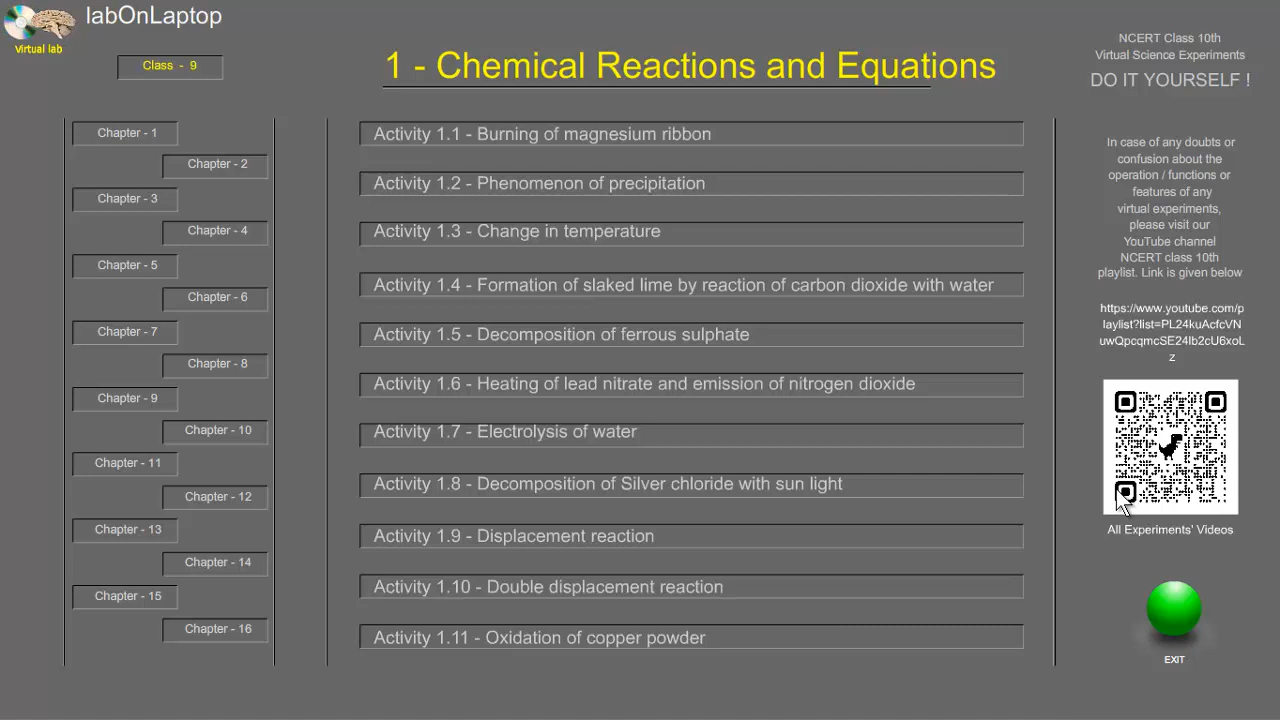 labOnLaptop
Virtual lab
Class - 9
1 - Chemical Reactions and Equations
NCERT Class 10th
Virtual Science Experiments
DO IT YOURSELF !
Chapter - 1
Chapter - 2
Chapter - 3
Chapter - 4
Chapter - 5
Chapter - 6
Chapter - 7
Chapter - 8
Chapter - 9
Chapter - 10
Chapter - 11
Chapter - 12
Chapter - 13
Chapter - 14
Chapter - 15
Chapter - 16
Activity 1.1 - Burning of magnesium ribbon
Activity 1.2 - Phenomenon of precipitation
Activity 1.3 - Change in temperature
Activity 1.4 - Formation of slaked lime by reaction of carbon dioxide with water
Activity 1.5 - Decomposition of ferrous sulphate
Activity 1.6 - Heating of lead nitrate and emission of nitrogen dioxide
Activity 1.7 - Electrolysis of water
Activity 1.8 - Decomposition of Silver chloride with sun light
Activity 1.9 - Displacement reaction
Activity 1.10 - Double displacement reaction
Activity 1.11 - Oxidation of copper powder
In case of any doubts or
confusion about the
operation / functions or
features of any
virtual experiments,
please visit our
YouTube channel
NCERT class 10th
playlist. Link is given below
https://www.youtube.com/p
laylist?list=PL24kuAcfcVN
uwQpcqmcSE24lb2cU6xoL
z
All Experiments' Videos
EXIT